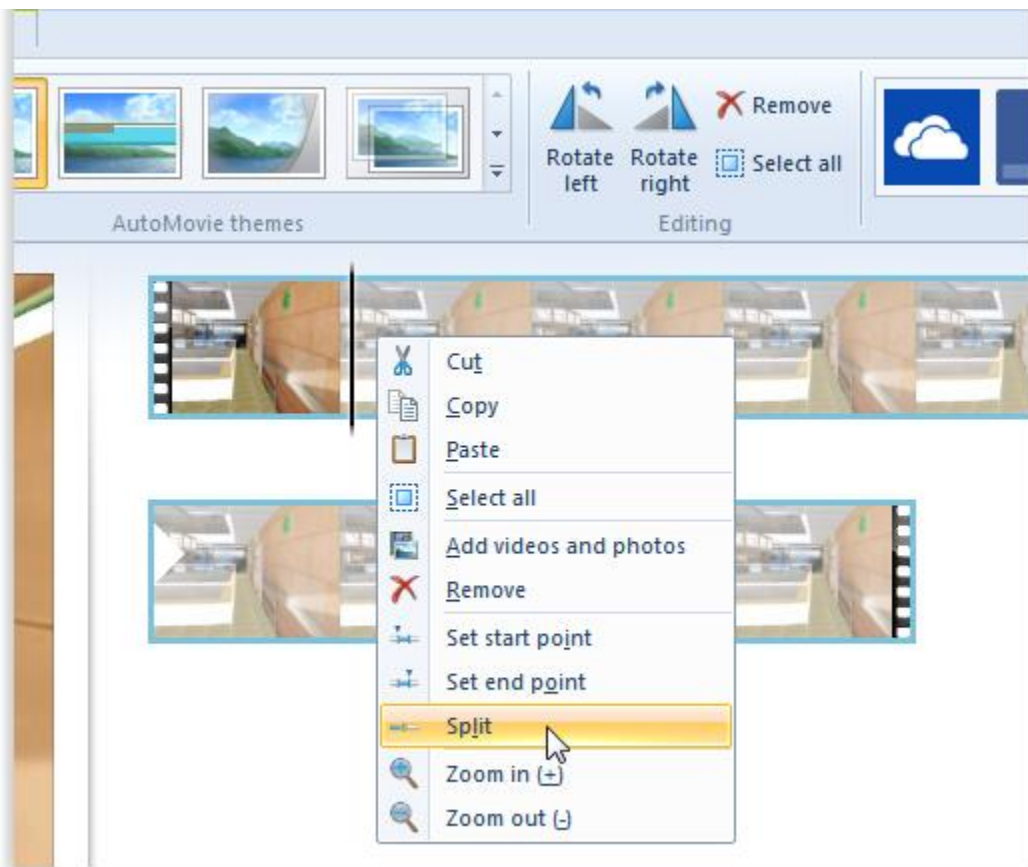 Remove
Rotate left
Rotate right
Select all
AutoMovie themes
Editing
Cut
Copy
Paste
Select all
Add videos and photos
Remove
Set start point
Set end point
Split
Zoom in (+)
Zoom out (-)